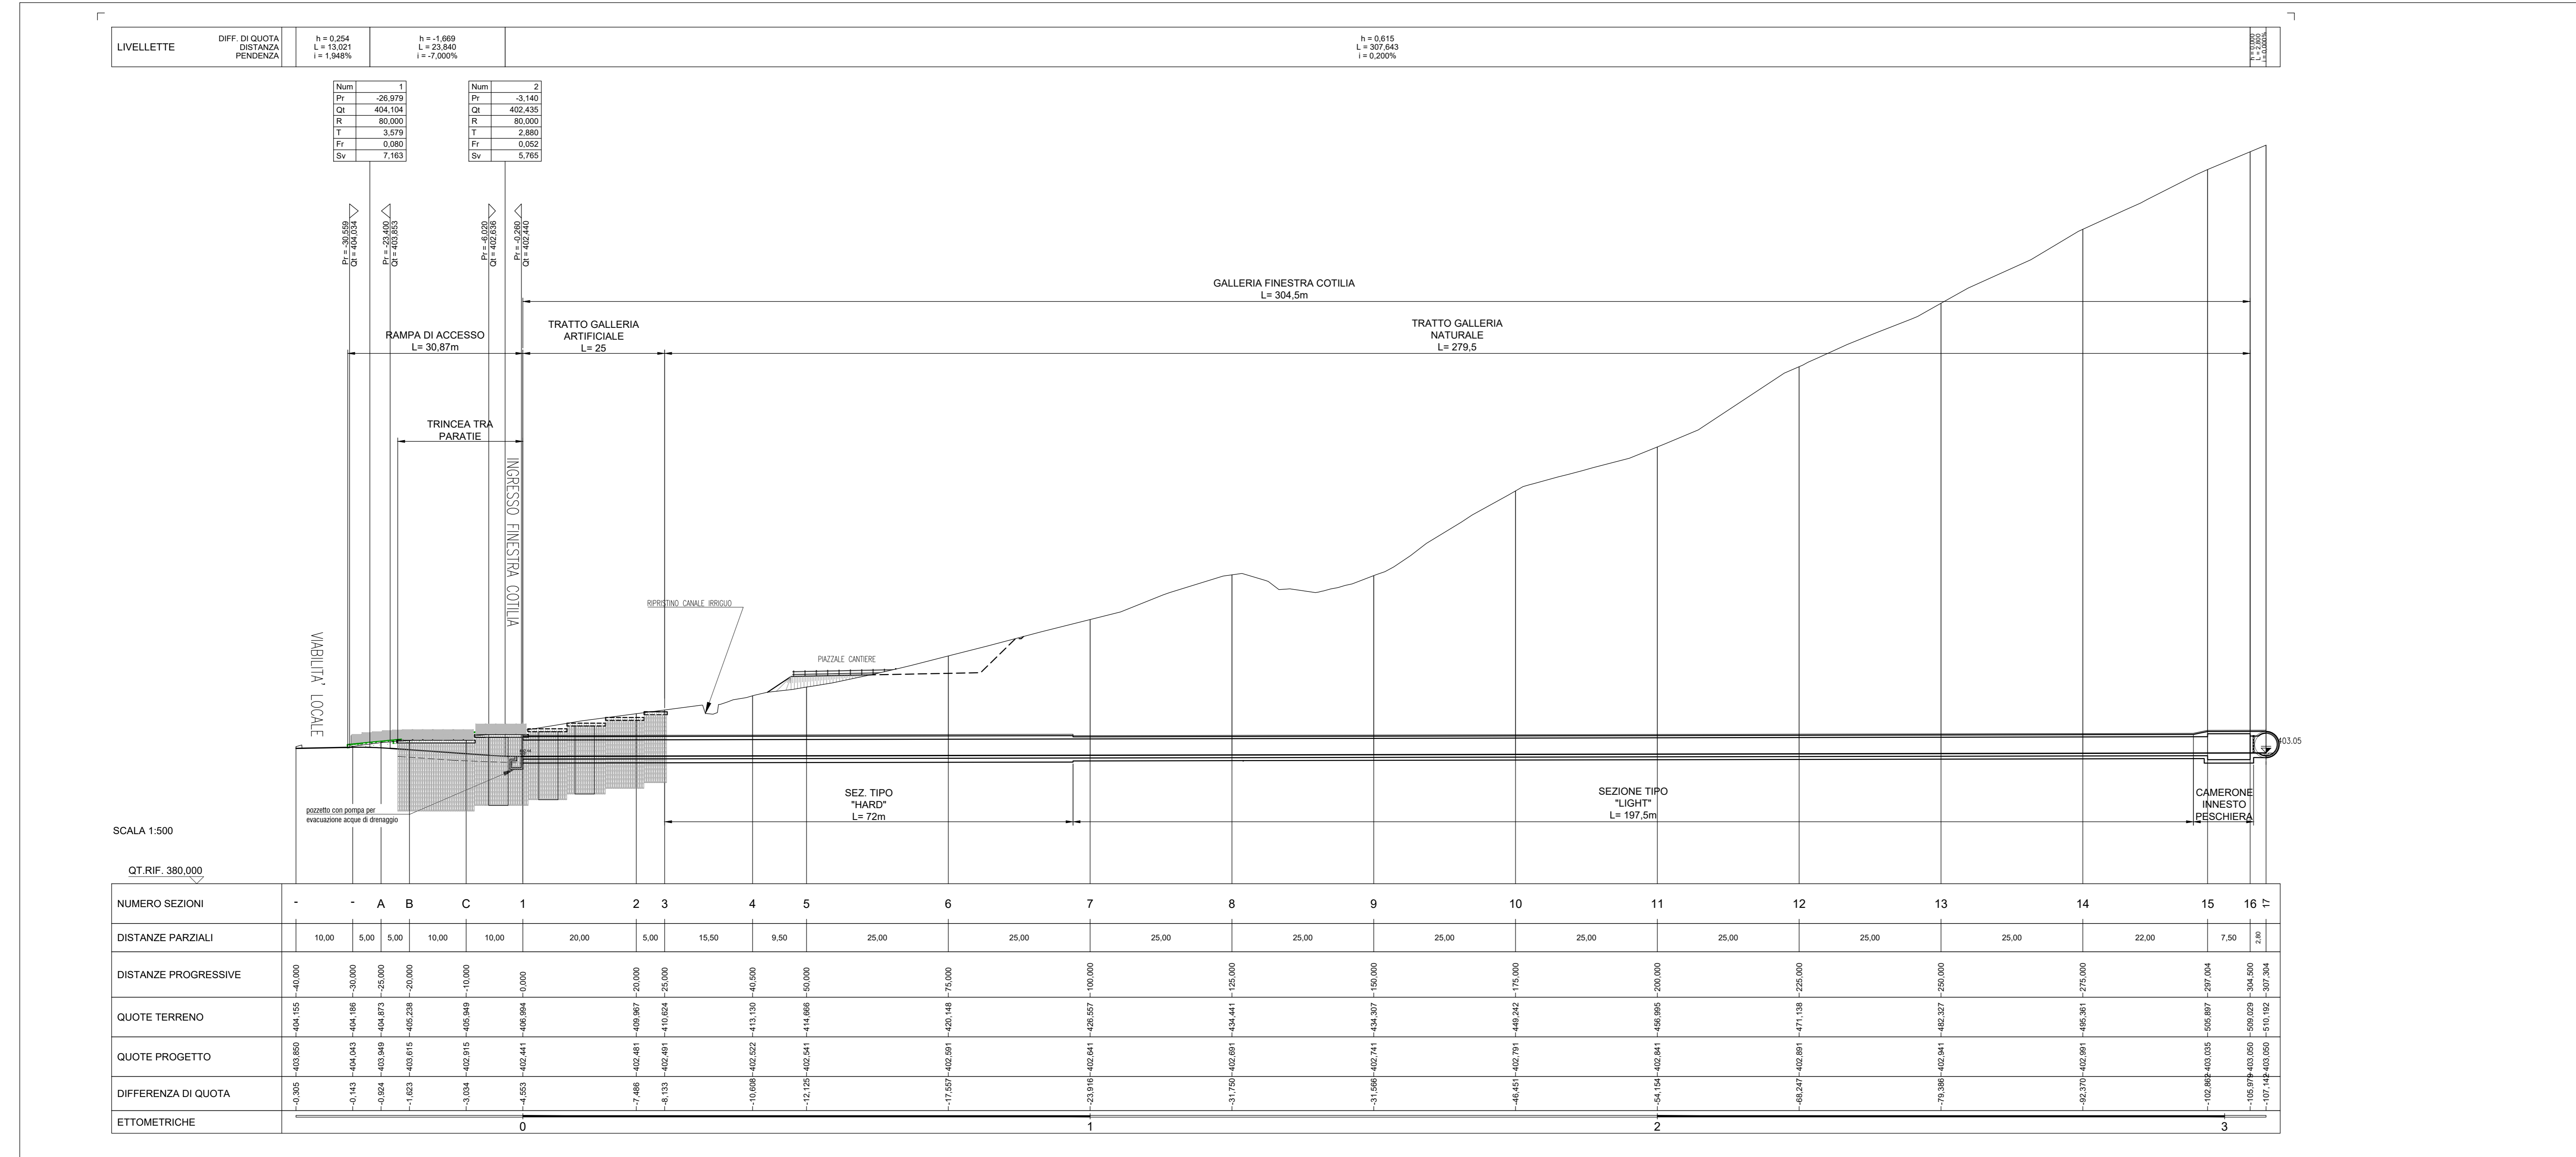 LIVELLETTE
DIFF. DI QUOTA
DISTANZA
PENDENZA
h = 0,254
L = 13,021
i = 1,948%
h = -1,669
L = 23,840
i = -7,000%
h = 0,615
L = 307,643
i = 0,200%
h = 0,000
L = 2,800
i = 0,000%
Num 1
Pr -26,979
Qt 404,104
R 80,000
T 3,579
Fr 0,080
Sv 7,163
Num 2
Pr -3,140
Qt 402,435
R 80,000
T 2,880
Fr 0,052
Sv 5,765
Pr = -30,559
Qt = 404,034
Pr = -23,400
Qt = 403,853
Pr = -6,020
Qt = 402,636
Pr = -0,260
Qt = 402,440
GALLERIA FINESTRA COTILIA
L= 304,5m
RAMPA DI ACCESSO
L= 30,87m
TRATTO GALLERIA
ARTIFICIALE
L= 25
TRATTO GALLERIA
NATURALE
L= 279,5
TRINCEA TRA
PARATIE
INGRESSO FINESTRA COTILIA
VIABILITA' LOCALE
RIPRISTINO CANALE IRRIGUO
PIAZZALE CANTIERE
403.05
pozzetto con pompa per
evacuazione acque di drenaggio
SEZ. TIPO
"HARD"
L= 72m
SEZIONE TIPO
"LIGHT"
L= 197,5m
CAMERONE
INNESTO
PESCHIERA
SCALA 1:500
QT.RIF. 380,000
NUMERO SEZIONI - - A B C 1 2 3 4 5 6 7 8 9 10 11 12 13 14 15 16 17
DISTANZE PARZIALI 10,00 5,00 5,00 10,00 10,00 20,00 5,00 15,50 9,50 25,00 25,00 25,00 25,00 25,00 25,00 25,00 25,00 25,00 22,00 7,50 2,80
DISTANZE PROGRESSIVE -40,000 -30,000 -25,000 -20,000 -10,000 0,000 20,000 25,000 40,500 50,000 75,000 100,000 125,000 150,000 175,000 200,000 225,000 250,000 275,000 297,004 304,500 307,304
QUOTE TERRENO 404,155 404,186 404,873 405,238 405,949 406,994 409,967 410,624 413,130 414,666 420,148 426,557 434,441 434,307 449,242 456,995 471,138 482,327 495,361 505,897 509,029 510,192
QUOTE PROGETTO 403,850 404,043 403,949 403,615 402,915 402,441 402,481 402,491 402,522 402,541 402,591 402,641 402,691 402,741 402,791 402,841 402,891 402,941 402,991 403,035 403,050 403,050
DIFFERENZA DI QUOTA -0,305 -0,143 -0,924 -1,623 -3,034 -4,553 -7,486 -8,133 -10,608 -12,125 -17,557 -23,916 -31,750 -31,566 -46,451 -54,154 -68,247 -79,386 -92,370 -102,862 -105,979 -107,142
ETTOMETRICHE 0 1 2 3